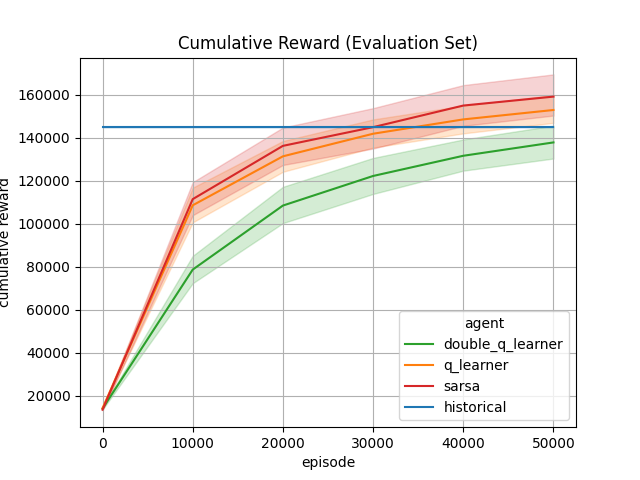 Cumulative Reward (Evaluation Set)
160000
140000
120000
100000
80000
60000
40000
20000
cumulative reward
agent
double_q_learner
q_learner
sarsa
historical
0 10000 20000 30000 40000 50000
episode